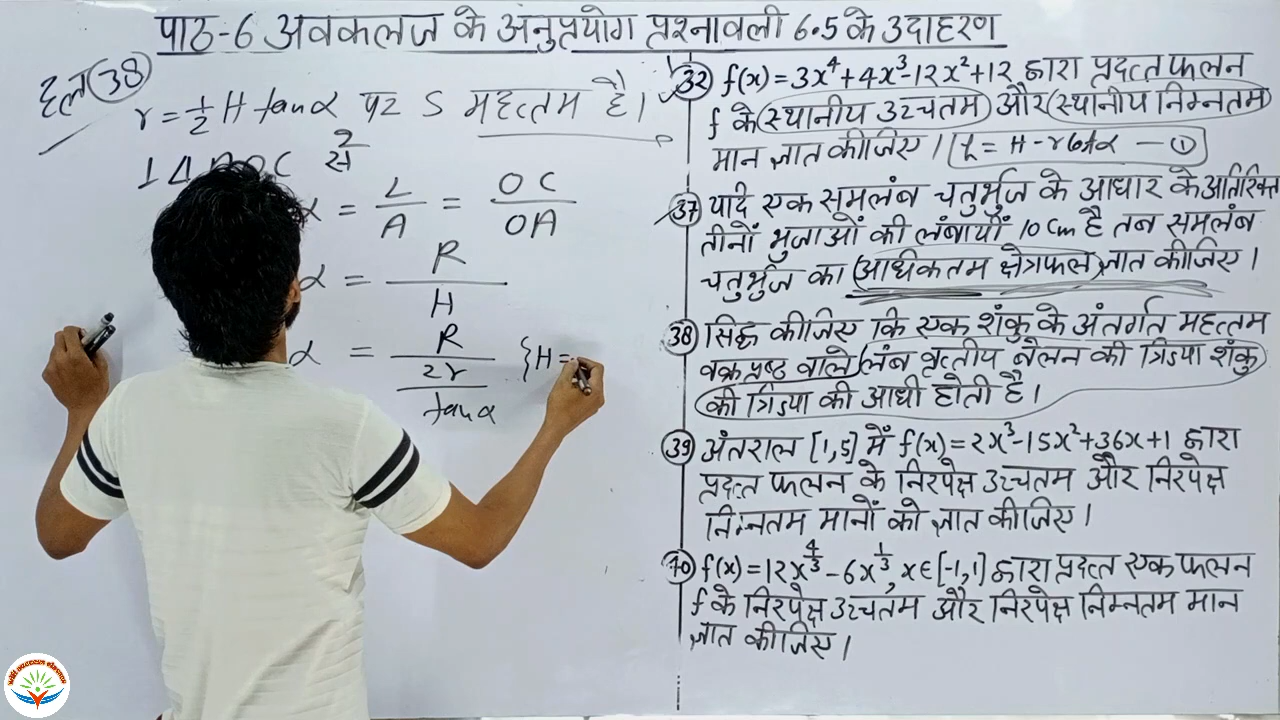 पाठ-6 अवकलज के अनुप्रयोग प्रश्नावली 6.5 के उदाहरण
हल (38)
r = 1/2 H tanα पर S महत्तम है।
α = L/A = OC/OA
α = R/H
α = R/(2r/tanα) {H =
(32) f(x) = 3x⁴+4x³-12x²+12 द्वारा प्रदत्त फलन
f के स्थानीय उच्चतम और स्थानीय निम्नतम
मान ज्ञात कीजिए। h = H - r cotα — ①
(37) यदि एक समलंब चतुर्भुज के आधार के अतिरिक्त
तीनों भुजाओं की लंबायीं 10 cm है तब समलंब
चतुर्भुज का (अधिकतम क्षेत्रफल) ज्ञात कीजिए।
(38) सिद्ध कीजिए कि एक शंकु के अंतर्गत महत्तम
वक्रपृष्ठ वाले लंब वृत्तीय बेलन की त्रिज्या शंकु
की त्रिज्या की आधी होती है।
(39) अंतराल [1,5] में f(x) = 2x³-15x²+36x+1 द्वारा
प्रदत्त फलन के निरपेक्ष उच्चतम और निरपेक्ष
निम्नतम मानों को ज्ञात कीजिए।
(40) f(x) = 12x^(4/3) - 6x^(1/3), x∈[-1,1] द्वारा प्रदत्त एक फलन
f के निरपेक्ष उच्चतम और निरपेक्ष निम्नतम मान
ज्ञात कीजिए।